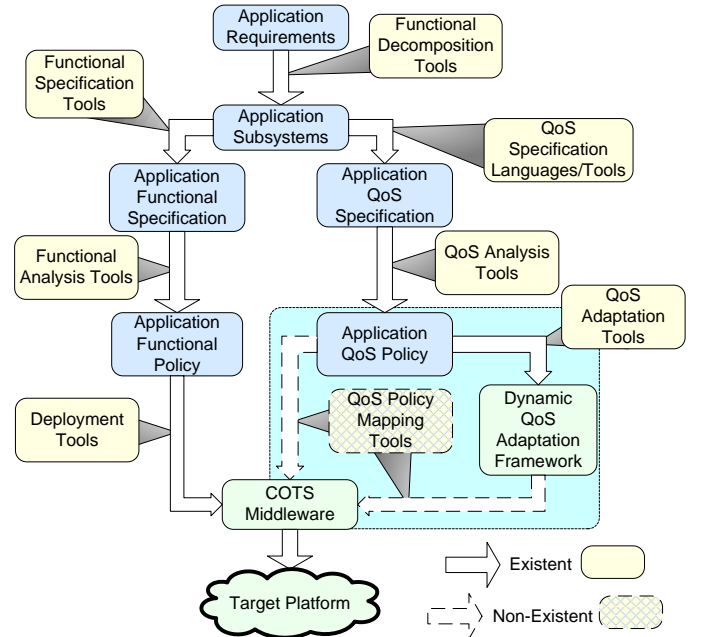 Application
Requirements
Functional
Decomposition
Tools
Functional
Specification
Tools
Application
Subsystems
QoS
Specification
Languages/Tools
Application
Functional
Specification
Application
QoS
Specification
Functional
Analysis Tools
QoS Analysis
Tools
QoS
Adaptation
Tools
Application
Functional
Policy
Application
QoS Policy
QoS Policy
Mapping
Tools
Dynamic
QoS
Adaptation
Framework
Deployment
Tools
COTS
Middleware
Target Platform
Existent
Non-Existent